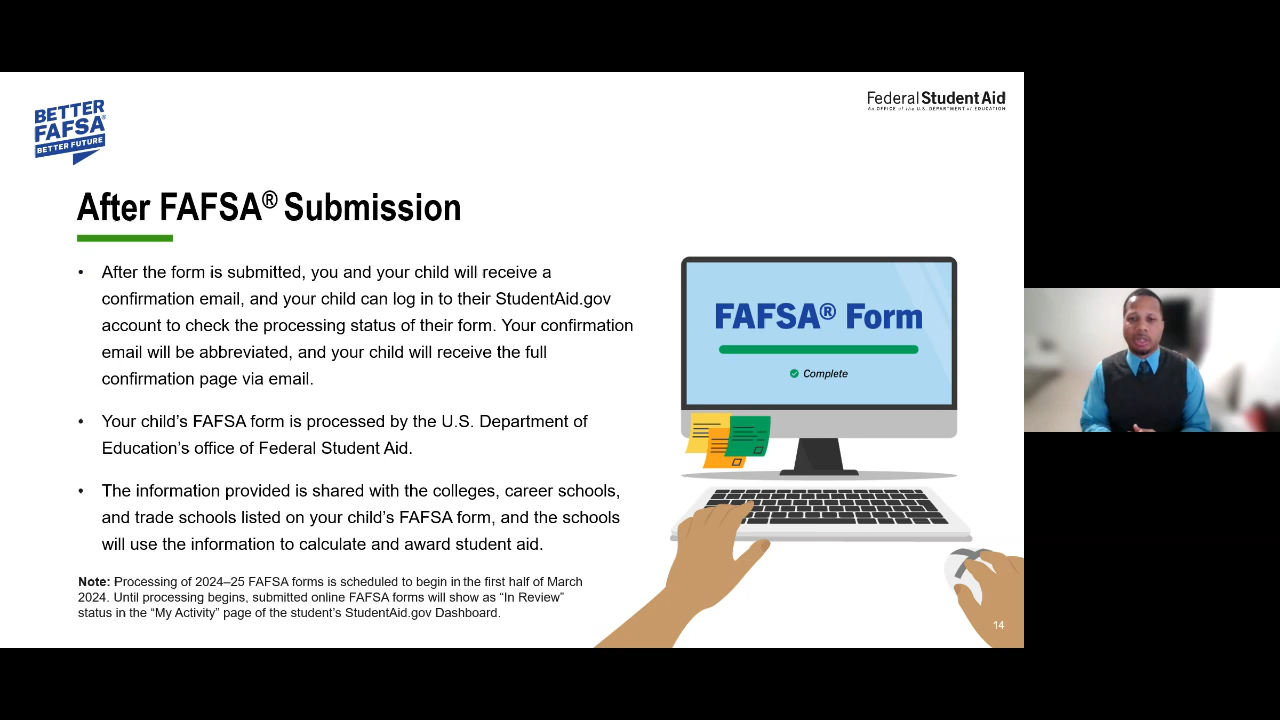 BETTER
FAFSA®
BETTER FUTURE
Federal Student Aid
An OFFICE of the U.S. DEPARTMENT of EDUCATION
After FAFSA® Submission
• After the form is submitted, you and your child will receive a
confirmation email, and your child can log in to their StudentAid.gov
account to check the processing status of their form. Your confirmation
email will be abbreviated, and your child will receive the full
confirmation page via email.
• Your child’s FAFSA form is processed by the U.S. Department of
Education’s office of Federal Student Aid.
• The information provided is shared with the colleges, career schools,
and trade schools listed on your child’s FAFSA form, and the schools
will use the information to calculate and award student aid.
Note: Processing of 2024–25 FAFSA forms is scheduled to begin in the first half of March
2024. Until processing begins, submitted online FAFSA forms will show as “In Review”
status in the “My Activity” page of the student’s StudentAid.gov Dashboard.
FAFSA® Form
Complete
14